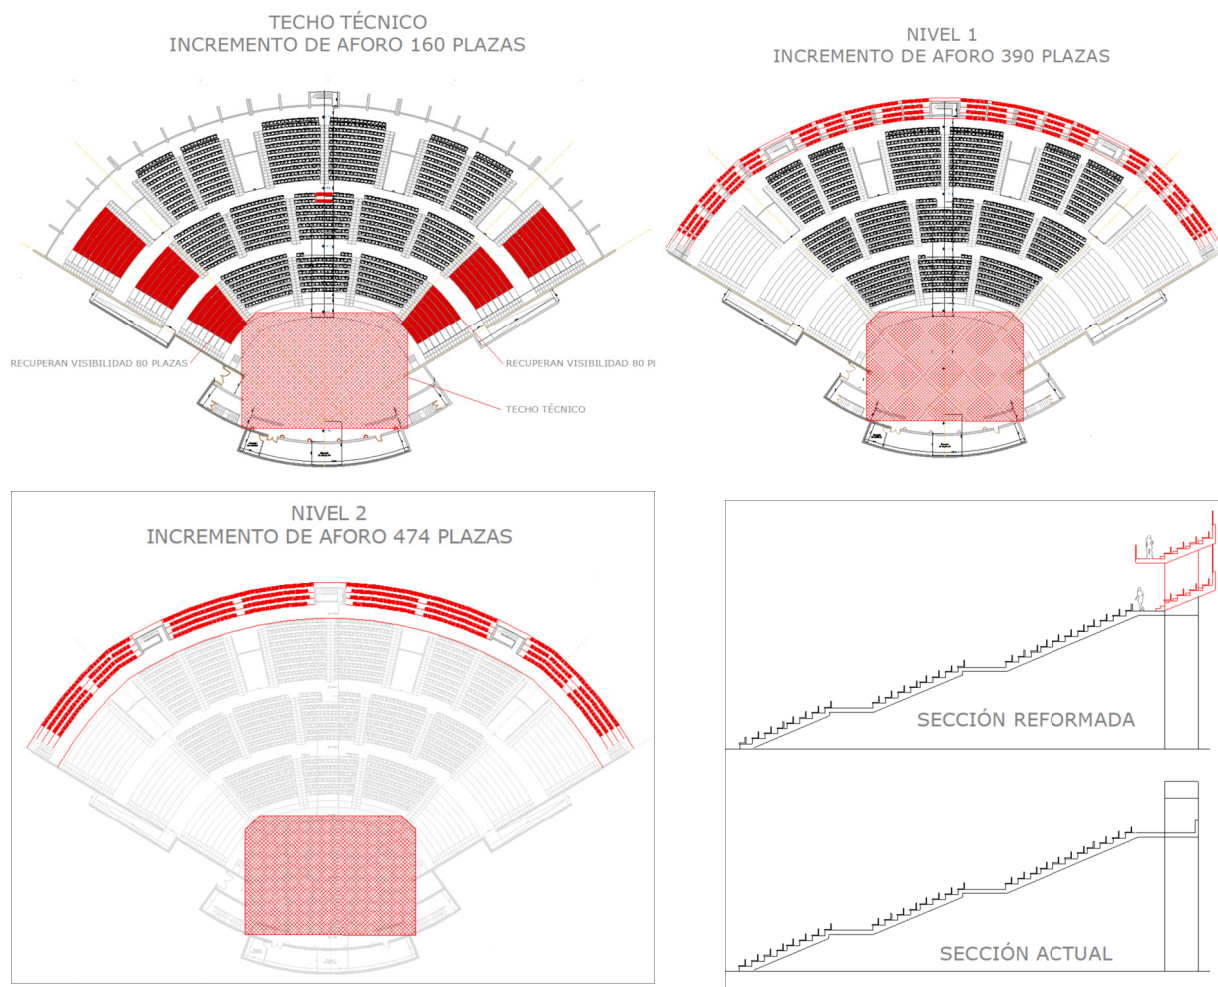 TECHO TÉCNICO
INCREMENTO DE AFORO 160 PLAZAS
RECUPERAN VISIBILIDAD 80 PLAZAS
RECUPERAN VISIBILIDAD 80 Pl
TECHO TÉCNICO
NIVEL 1
INCREMENTO DE AFORO 390 PLAZAS
NIVEL 2
INCREMENTO DE AFORO 474 PLAZAS
SECCIÓN REFORMADA
SECCIÓN ACTUAL